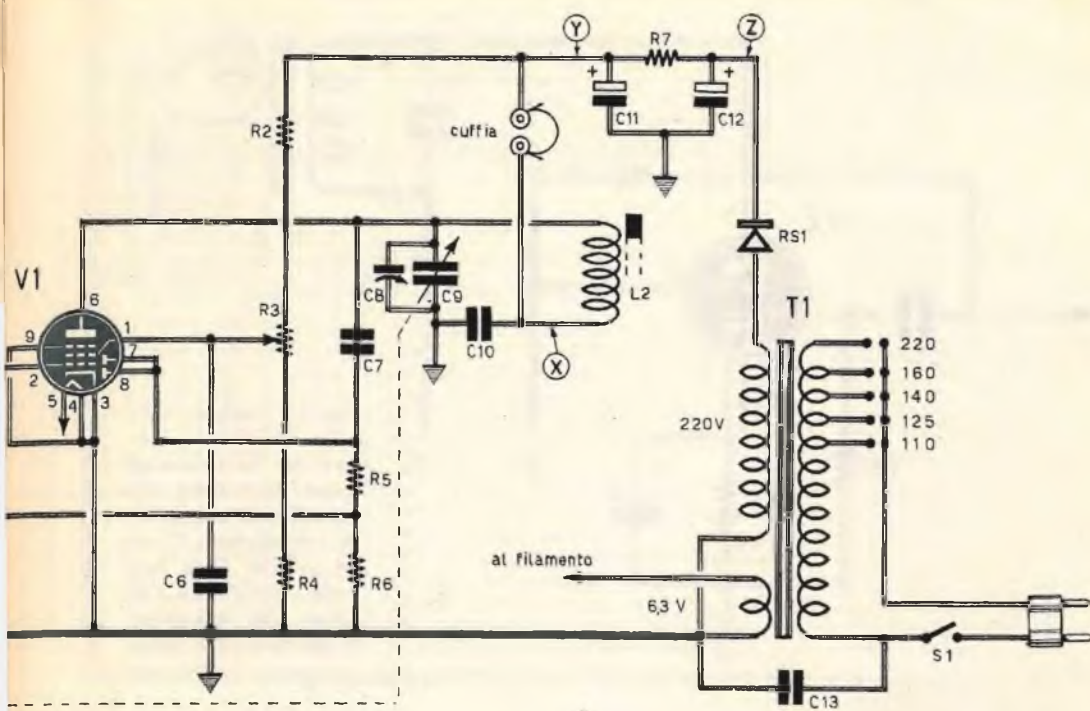 Y
R7
Z
+
+
C11
C12
R2
cuffia
RS1
V1
6
9
1
7
2
8
5
4
3
R3
C8
C9
L2
C7
C10
X
T1
220
160
140
125
110
220V
R5
al filamento
C6
R4
R6
6,3 V
S1
C13